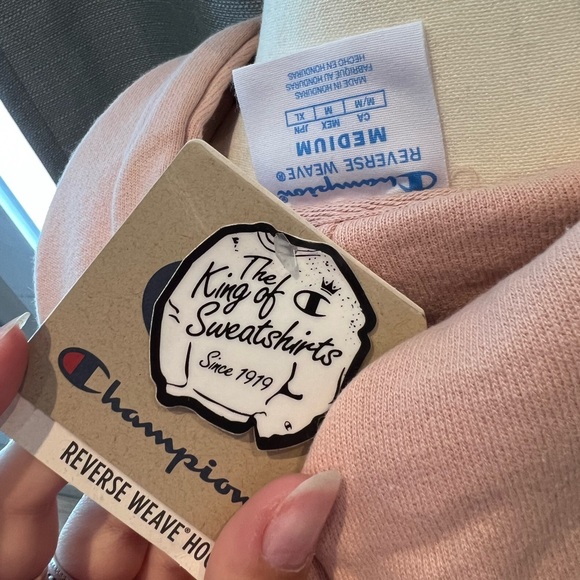 Champion
REVERSE WEAVE®
MEDIUM
CA MEX JPN
M/M M XL
MADE IN HONDURAS
FABRIQUÉ AU HONDURAS
HECHO EN HONDURAS
The
King of
Sweatshirts
Since 1919
Champion
REVERSE WEAVE®